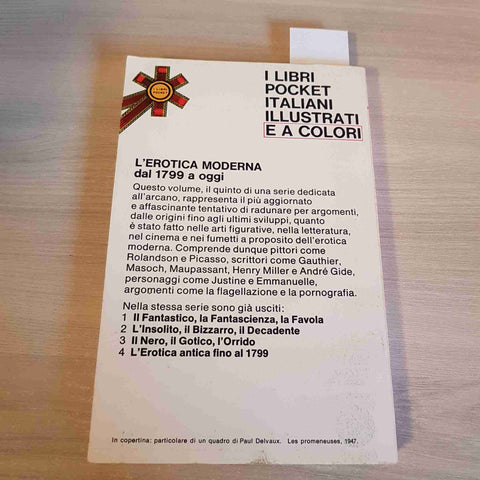 I LIBRI
POCKET
ITALIANI
ILLUSTRATI
E A COLORI
I LIBRI
POCKET
L'EROTICA MODERNA
dal 1799 a oggi
Questo volume, il quinto di una serie dedicata
all'arcano, rappresenta il più aggiornato
e affascinante tentativo di radunare per argomenti,
dalle origini fino agli ultimi sviluppi, quanto
è stato fatto nelle arti figurative, nella letteratura,
nel cinema e nei fumetti a proposito dell'erotica
moderna. Comprende dunque pittori come
Rolandson e Picasso, scrittori come Gauthier,
Masoch, Maupassant, Henry Miller e André Gide,
personaggi come Justine e Emmanuelle,
argomenti come la flagellazione e la pornografia.
Nella stessa serie sono già usciti:
1 Il Fantastico, la Fantascienza, la Favola
2 L'Insolito, il Bizzarro, il Decadente
3 Il Nero, il Gotico, l'Orrido
4 L'Erotica antica fino al 1799
In copertina: particolare di un quadro di Paul Delvaux. Les promeneuses, 1947.